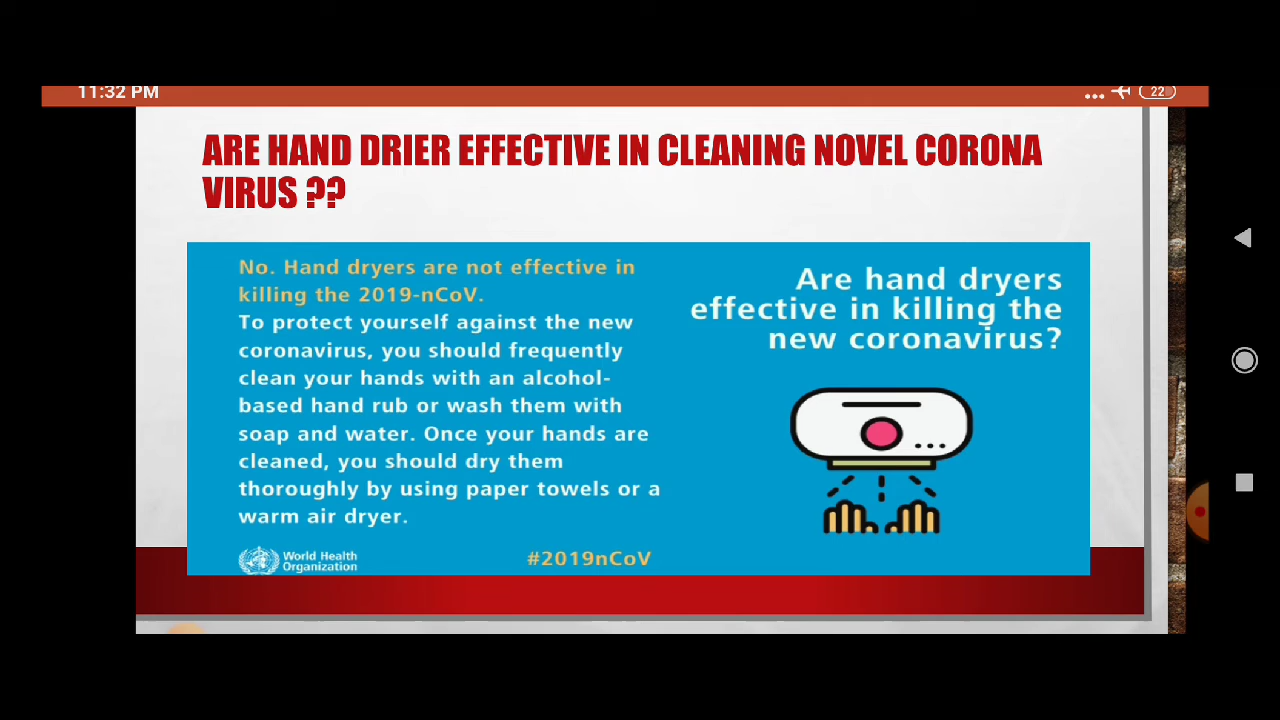 11:32 PM
22
ARE HAND DRIER EFFECTIVE IN CLEANING NOVEL CORONA
VIRUS ??
No. Hand dryers are not effective in
killing the 2019-nCoV.
To protect yourself against the new
coronavirus, you should frequently
clean your hands with an alcohol-
based hand rub or wash them with
soap and water. Once your hands are
cleaned, you should dry them
thoroughly by using paper towels or a
warm air dryer.
World Health
Organization
#2019nCoV
Are hand dryers
effective in killing the
new coronavirus?